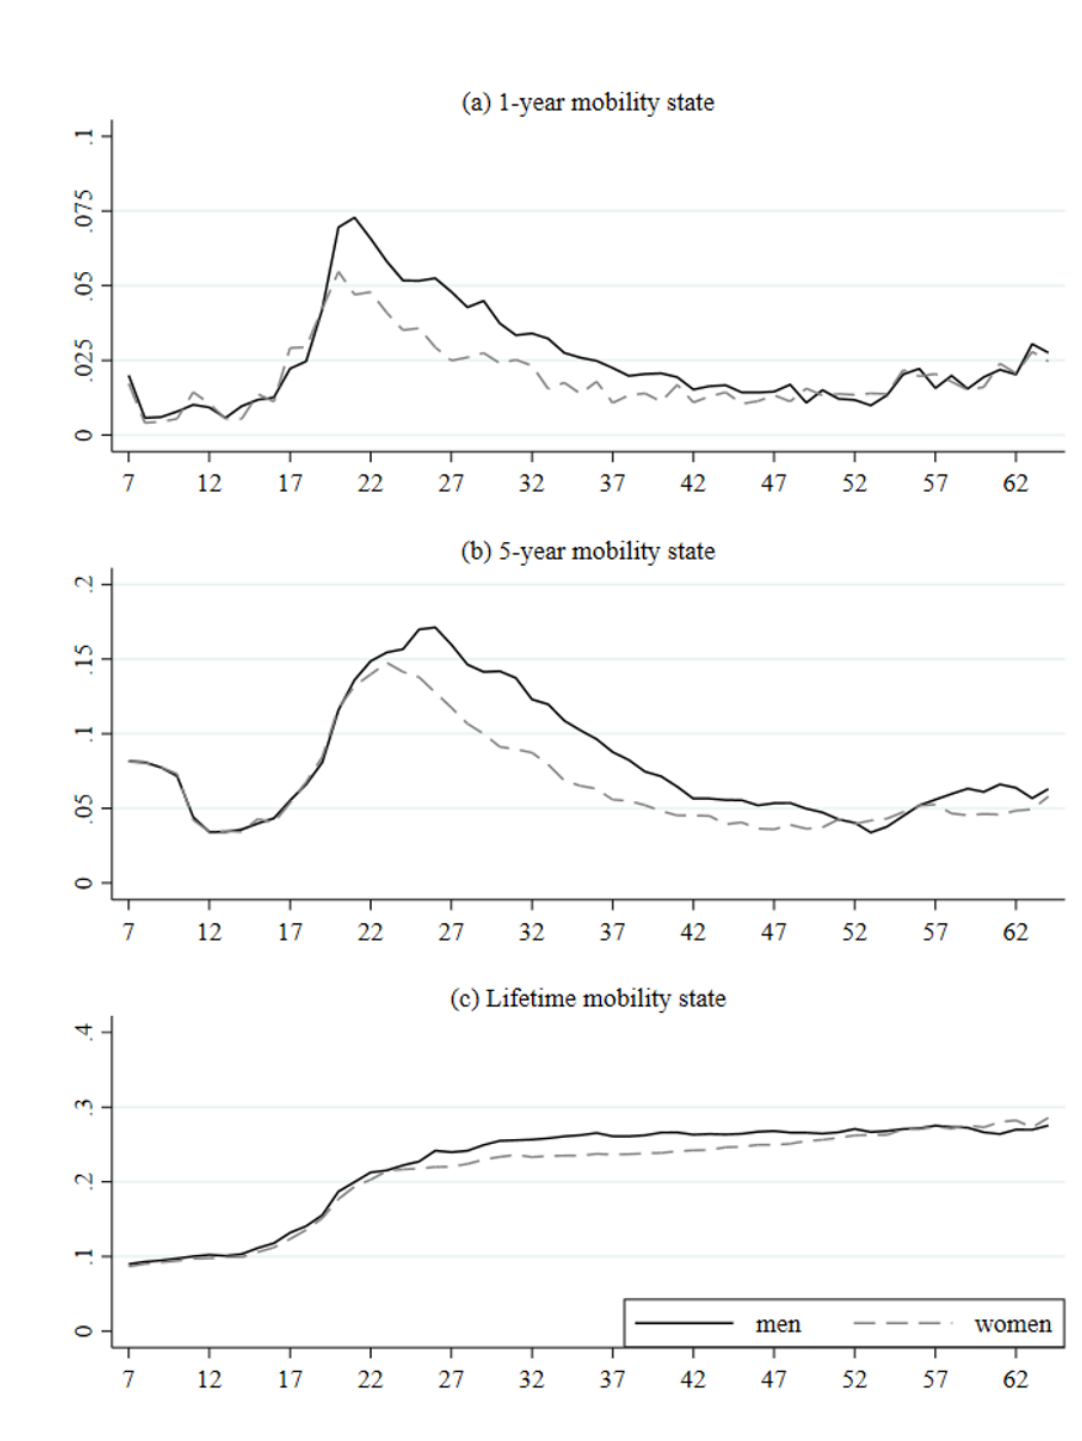 (a) 1-year mobility state
.1
.075
.05
.025
0
7 12 17 22 27 32 37 42 47 52 57 62
(b) 5-year mobility state
.2
.15
.1
.05
0
7 12 17 22 27 32 37 42 47 52 57 62
(c) Lifetime mobility state
.4
.3
.2
.1
0
men women
7 12 17 22 27 32 37 42 47 52 57 62